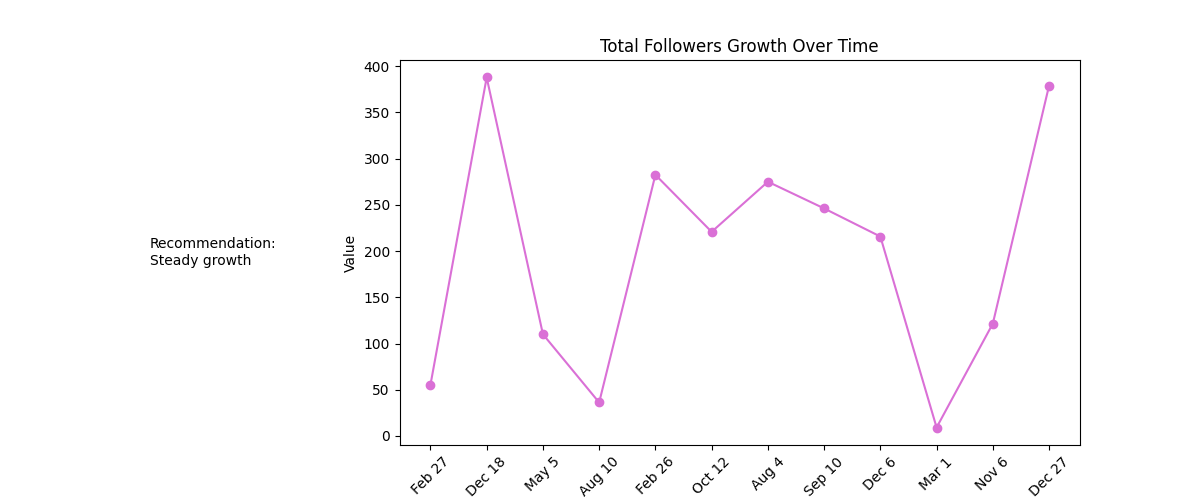 Total Followers Growth Over Time
Recommendation:
Steady growth
Value
400
350
300
250
200
150
100
50
0
Feb 27
Dec 18
May 5
Aug 10
Feb 26
Oct 12
Aug 4
Sep 10
Dec 6
Mar 1
Nov 6
Dec 27